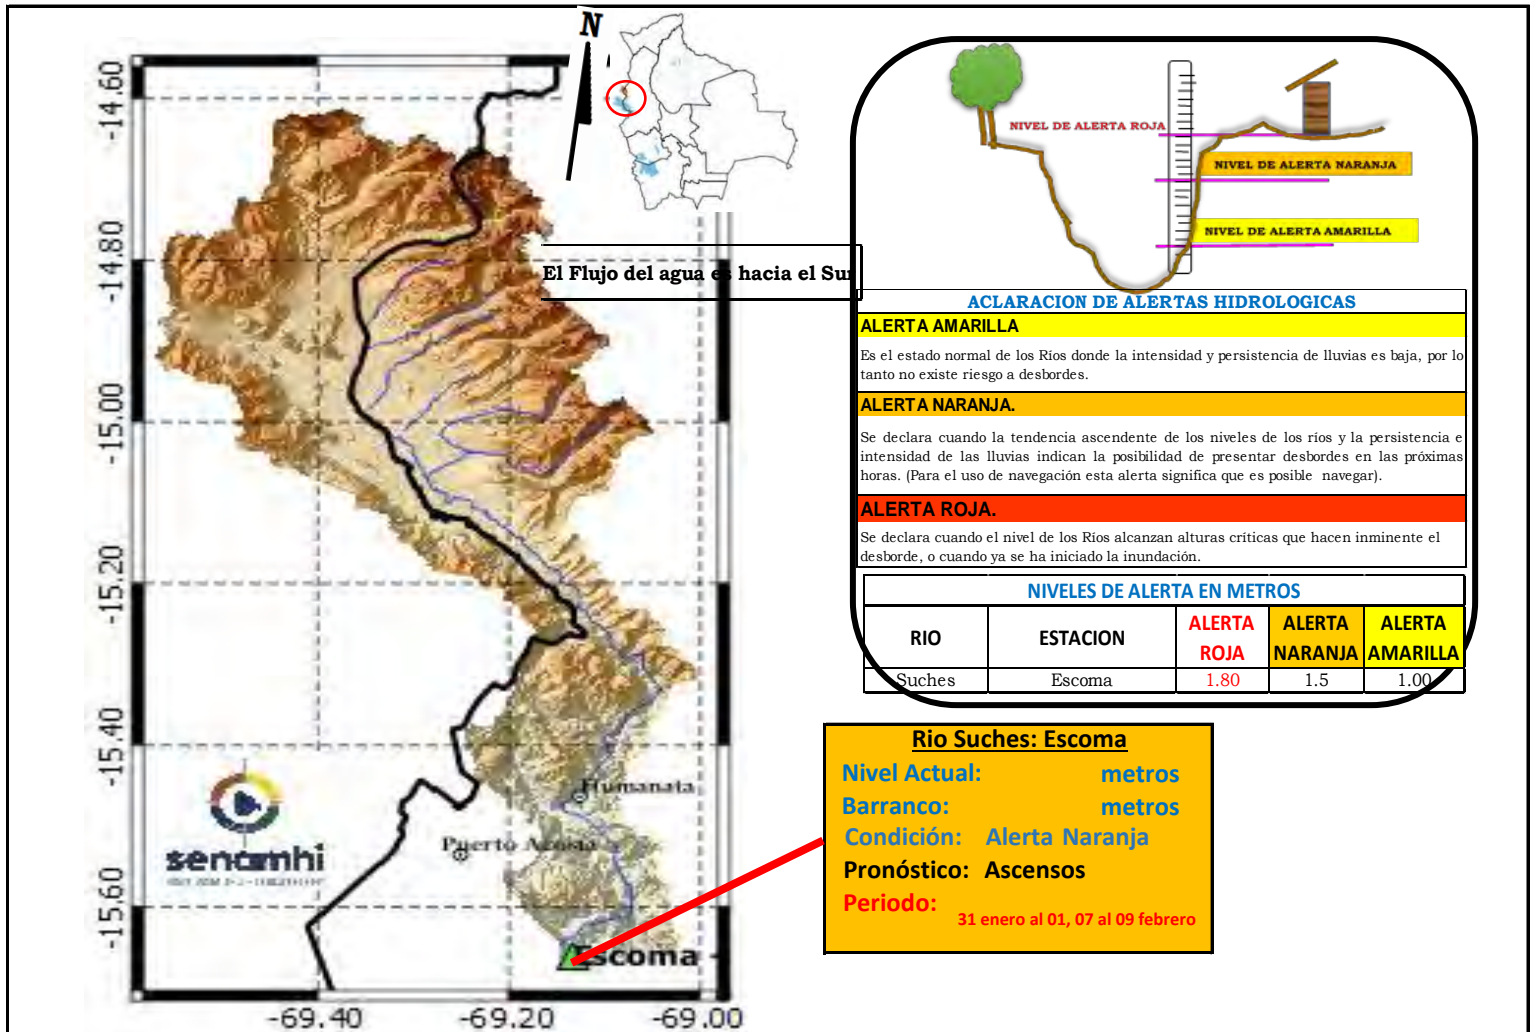 N
-14.60
-14.80
-15.00
-15.20
-15.40
-15.60
-69.40
-69.20
-69.00
El Flujo del agua es hacia el Sur
Humanata
Puerto Acosta
Escoma
senamhi
NIVEL DE ALERTA ROJA
NIVEL DE ALERTA NARANJA
NIVEL DE ALERTA AMARILLA
ACLARACION DE ALERTAS HIDROLOGICAS
ALERTA AMARILLA
Es el estado normal de los Ríos donde la intensidad y persistencia de lluvias es baja, por lo
tanto no existe riesgo a desbordes.
ALERTA NARANJA.
Se declara cuando la tendencia ascendente de los niveles de los ríos y la persistencia e
intensidad de las lluvias indican la posibilidad de presentar desbordes en las próximas
horas. (Para el uso de navegación esta alerta significa que es posible navegar).
ALERTA ROJA.
Se declara cuando el nivel de los Ríos alcanzan alturas críticas que hacen inminente el
desborde, o cuando ya se ha iniciado la inundación.
NIVELES DE ALERTA EN METROS
RIO ESTACION ALERTA ROJA ALERTA NARANJA ALERTA AMARILLA
Suches Escoma 1.80 1.5 1.00
Rio Suches: Escoma
Nivel Actual: metros
Barranco: metros
Condición: Alerta Naranja
Pronóstico: Ascensos
Periodo:
31 enero al 01, 07 al 09 febrero